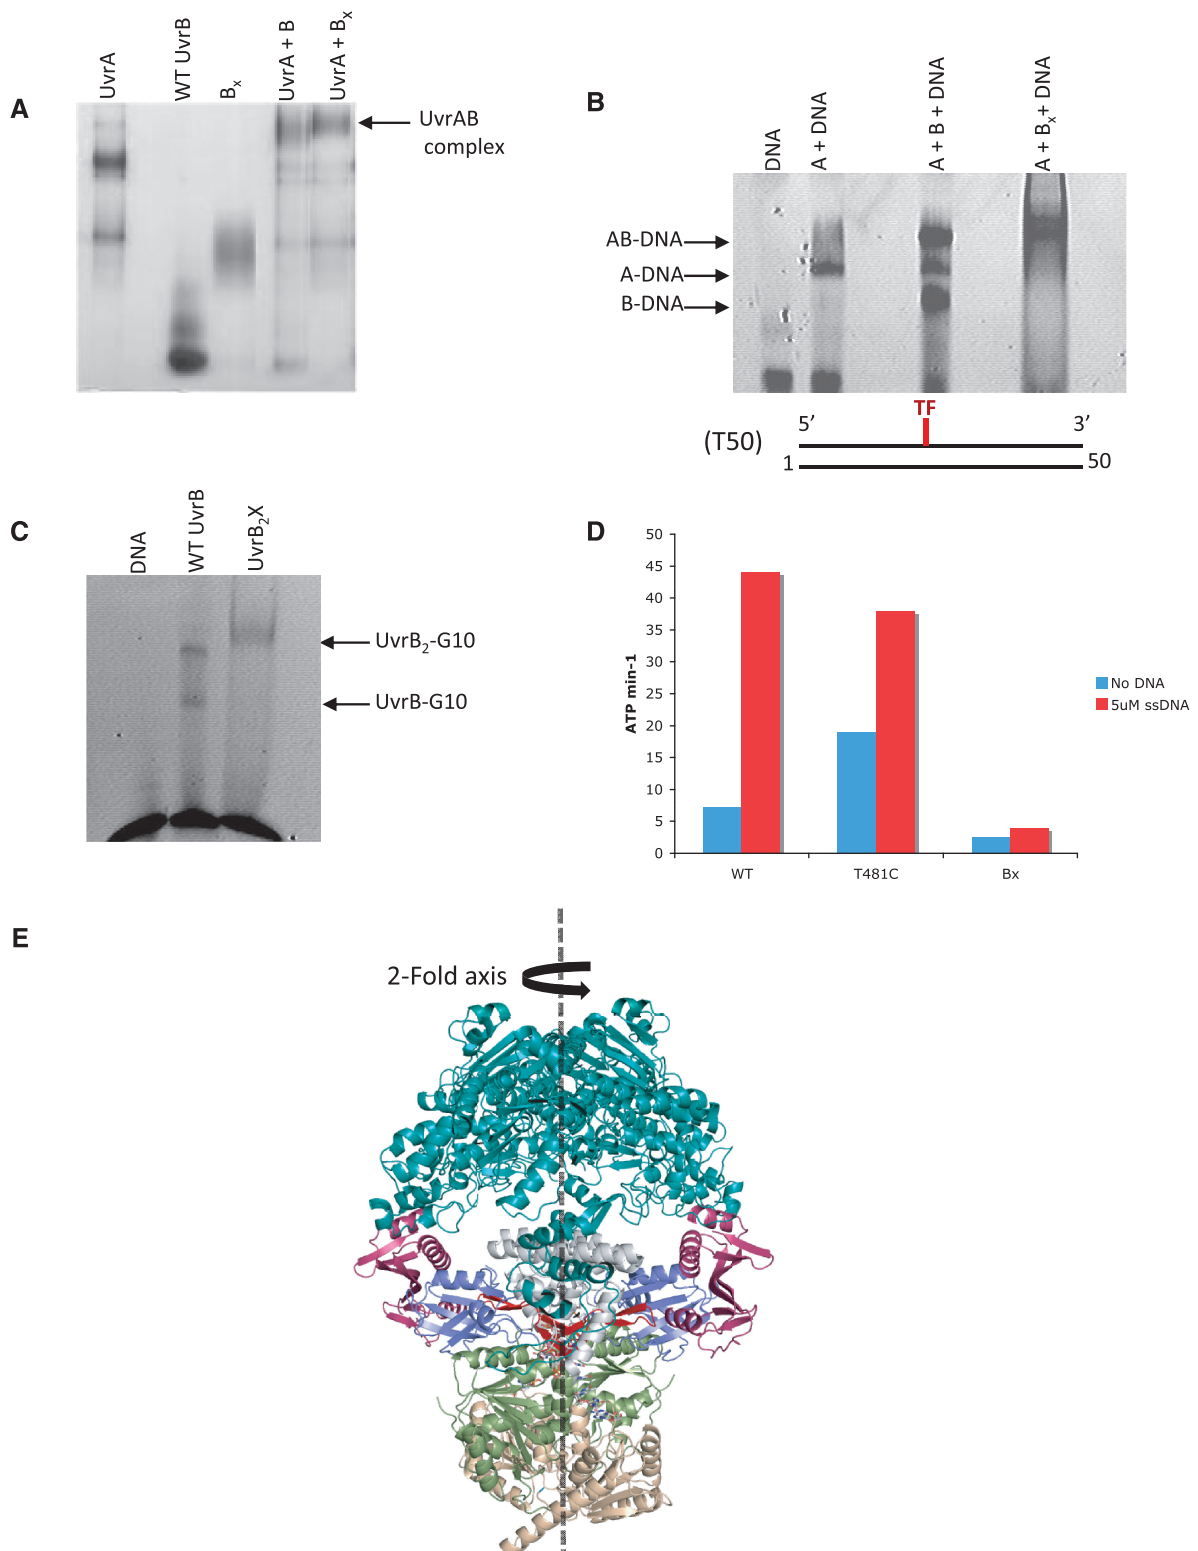 A
UvrA
WT UvrB
Bx
UvrA + B
UvrA + Bx
UvrAB
complex
B
DNA
A + DNA
A + B + DNA
A + Bx + DNA
AB-DNA
A-DNA
B-DNA
TF
5’
3’
(T50)
1
50
C
DNA
WT UvrB
UvrB2X
UvrB2-G10
UvrB-G10
D
50
45
40
35
30
25
20
15
10
5
0
ATP min-1
WT
T481C
Bx
No DNA
5uM ssDNA
E
2-Fold axis